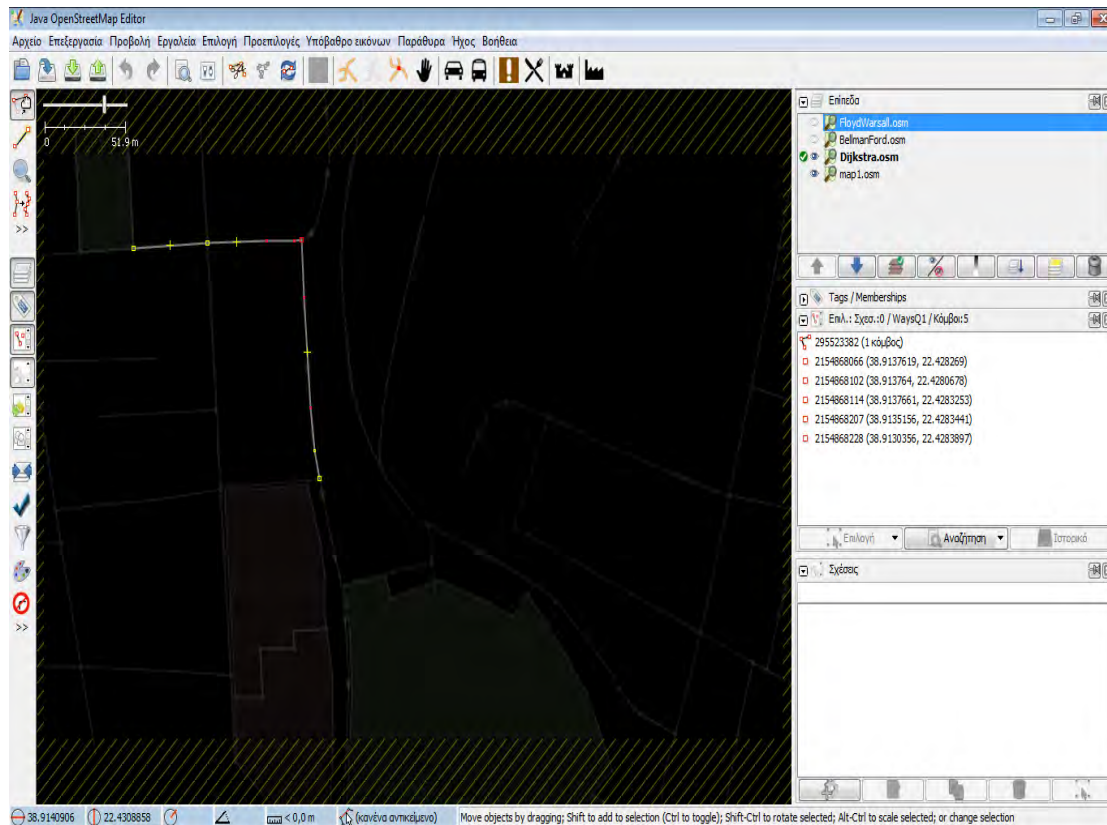 Java OpenStreetMap Editor
Αρχείο Επεξεργασία Προβολή Εργαλεία Επιλογή Προεπιλογές Υπόβαθρο εικόνων Παράθυρα Ήχος Βοήθεια
0 51.9 m
>>
>>
Επίπεδα
FloydWarsall.osm
BellmanFord.osm
Dijkstra.osm
map1.osm
Tags / Memberships
Επιλ.: Σχεσ.:0 / WaysQ1 / Κόμβοι:5
295523382 (1 κόμβος)
2154868066 (38.9137619, 22.428269)
2154868102 (38.913764, 22.4280678)
2154868114 (38.9137661, 22.4283253)
2154868207 (38.9135156, 22.4283441)
2154868228 (38.9130356, 22.4283897)
Επιλογή Αναζήτηση Ιστορικό
Σχέσεις
38.9140906 22.4308858 < 0,0 m (κανένα αντικείμενο) Move objects by dragging; Shift to add to selection (Ctrl to toggle); Shift-Ctrl to rotate selected; Alt-Ctrl to scale selected; or change selection